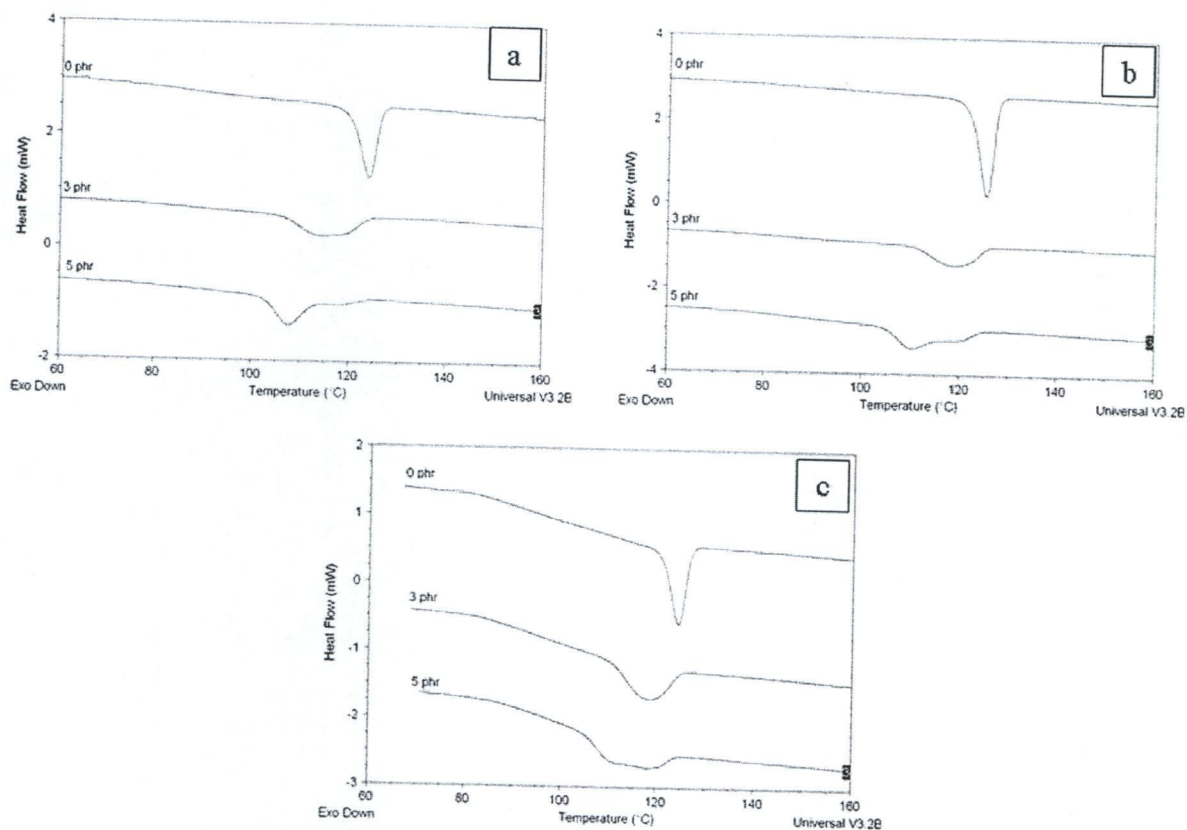 a
4
2
0
-2
Heat Flow (mW)
0 phr
3 phr
5 phr
60
80
100
120
140
160
Exo Down
Temperature (°C)
Universal V3.2B
b
4
2
0
-2
-4
Heat Flow (mW)
0 phr
3 phr
5 phr
60
80
100
120
140
160
Exo Down
Temperature (°C)
Universal V3.2B
c
2
1
0
-1
-2
-3
Heat Flow (mW)
0 phr
3 phr
5 phr
60
80
100
120
140
160
Exo Down
Temperature (°C)
Universal V3.2B